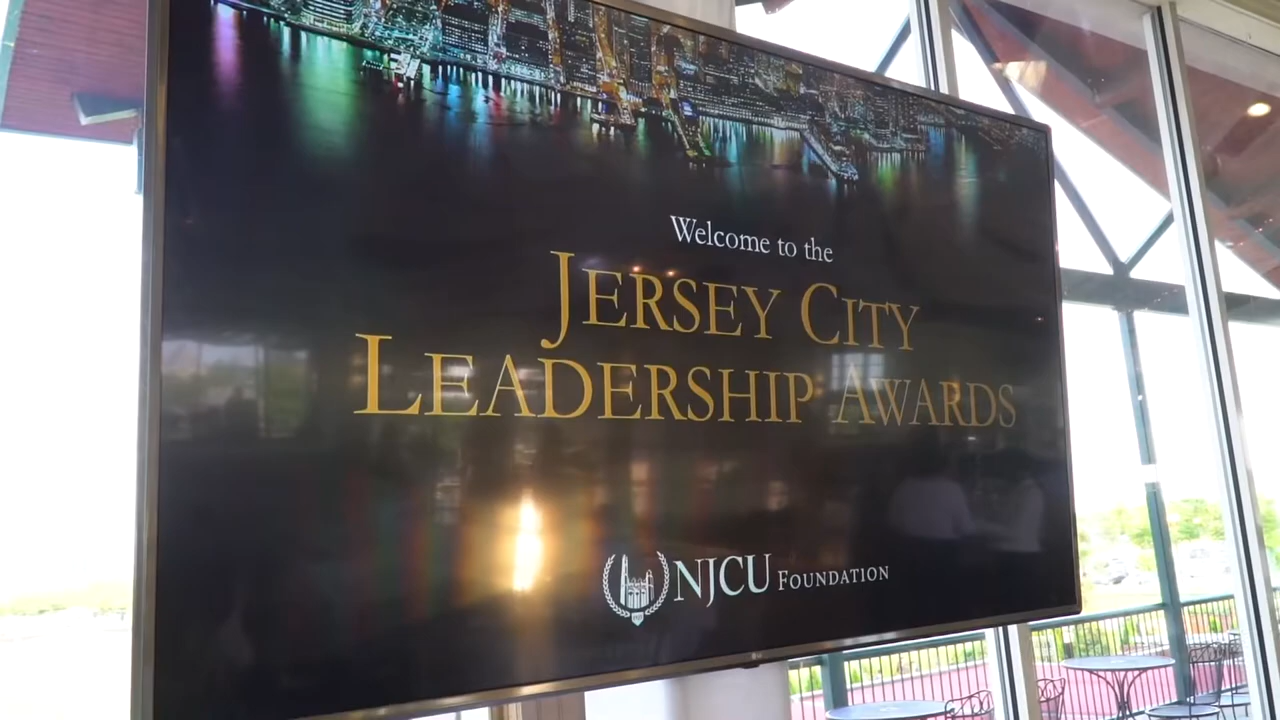 Welcome to the
JERSEY CITY
LEADERSHIP AWARDS
NJCU FOUNDATION